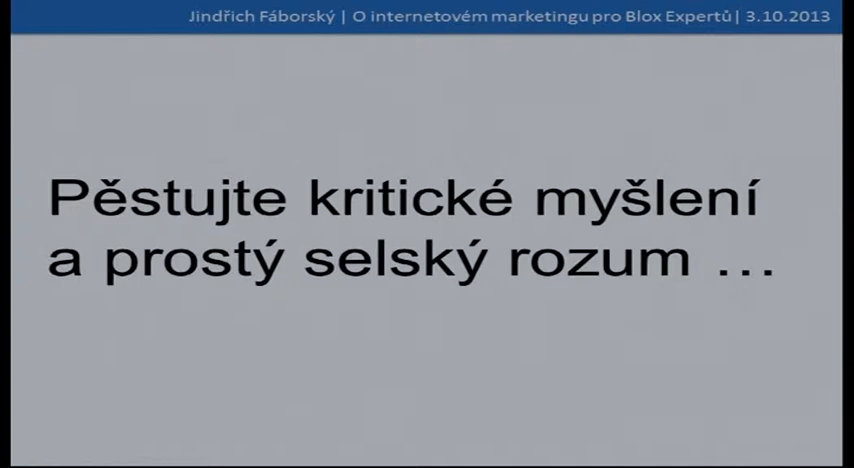 Jindřich Fáborský | O internetovém marketingu pro Blox Expertů| 3.10.2013
Pěstujte kritické myšlení
a prostý selský rozum …